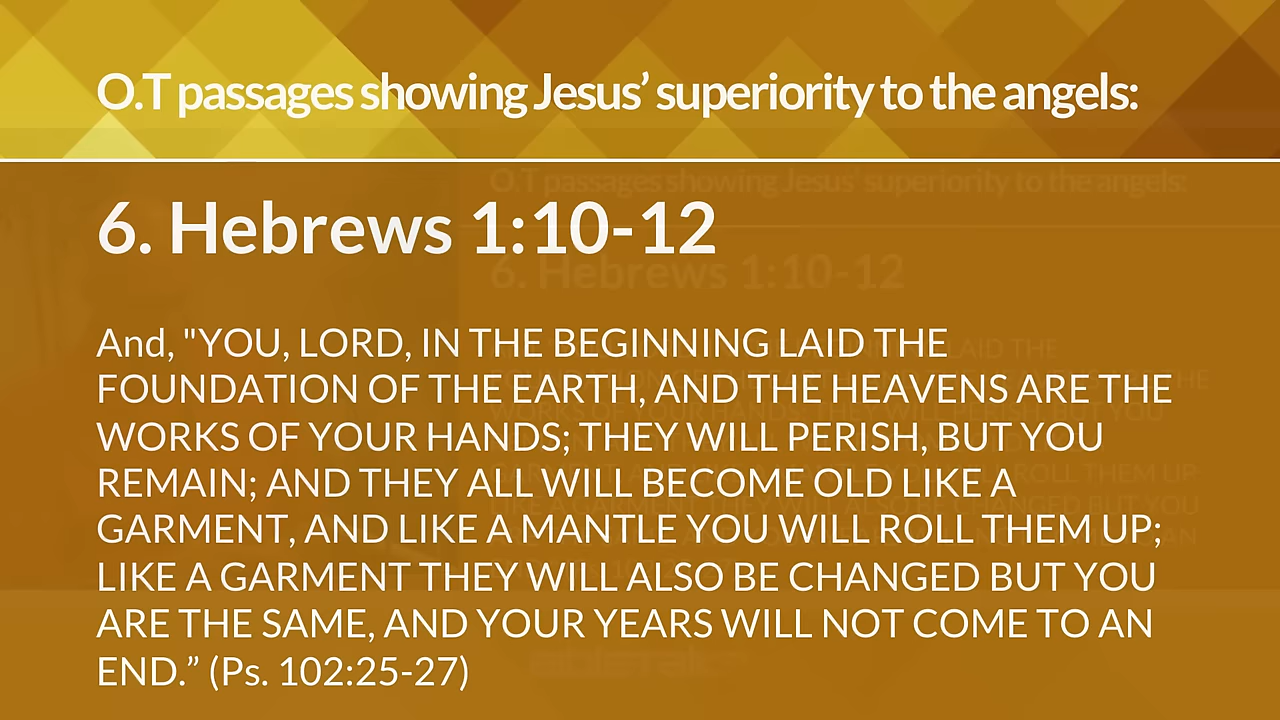 O.T passages showing Jesus’ superiority to the angels:
6. Hebrews 1:10-12
And, "YOU, LORD, IN THE BEGINNING LAID THE
FOUNDATION OF THE EARTH, AND THE HEAVENS ARE THE
WORKS OF YOUR HANDS; THEY WILL PERISH, BUT YOU
REMAIN; AND THEY ALL WILL BECOME OLD LIKE A
GARMENT, AND LIKE A MANTLE YOU WILL ROLL THEM UP;
LIKE A GARMENT THEY WILL ALSO BE CHANGED BUT YOU
ARE THE SAME, AND YOUR YEARS WILL NOT COME TO AN
END.” (Ps. 102:25-27)